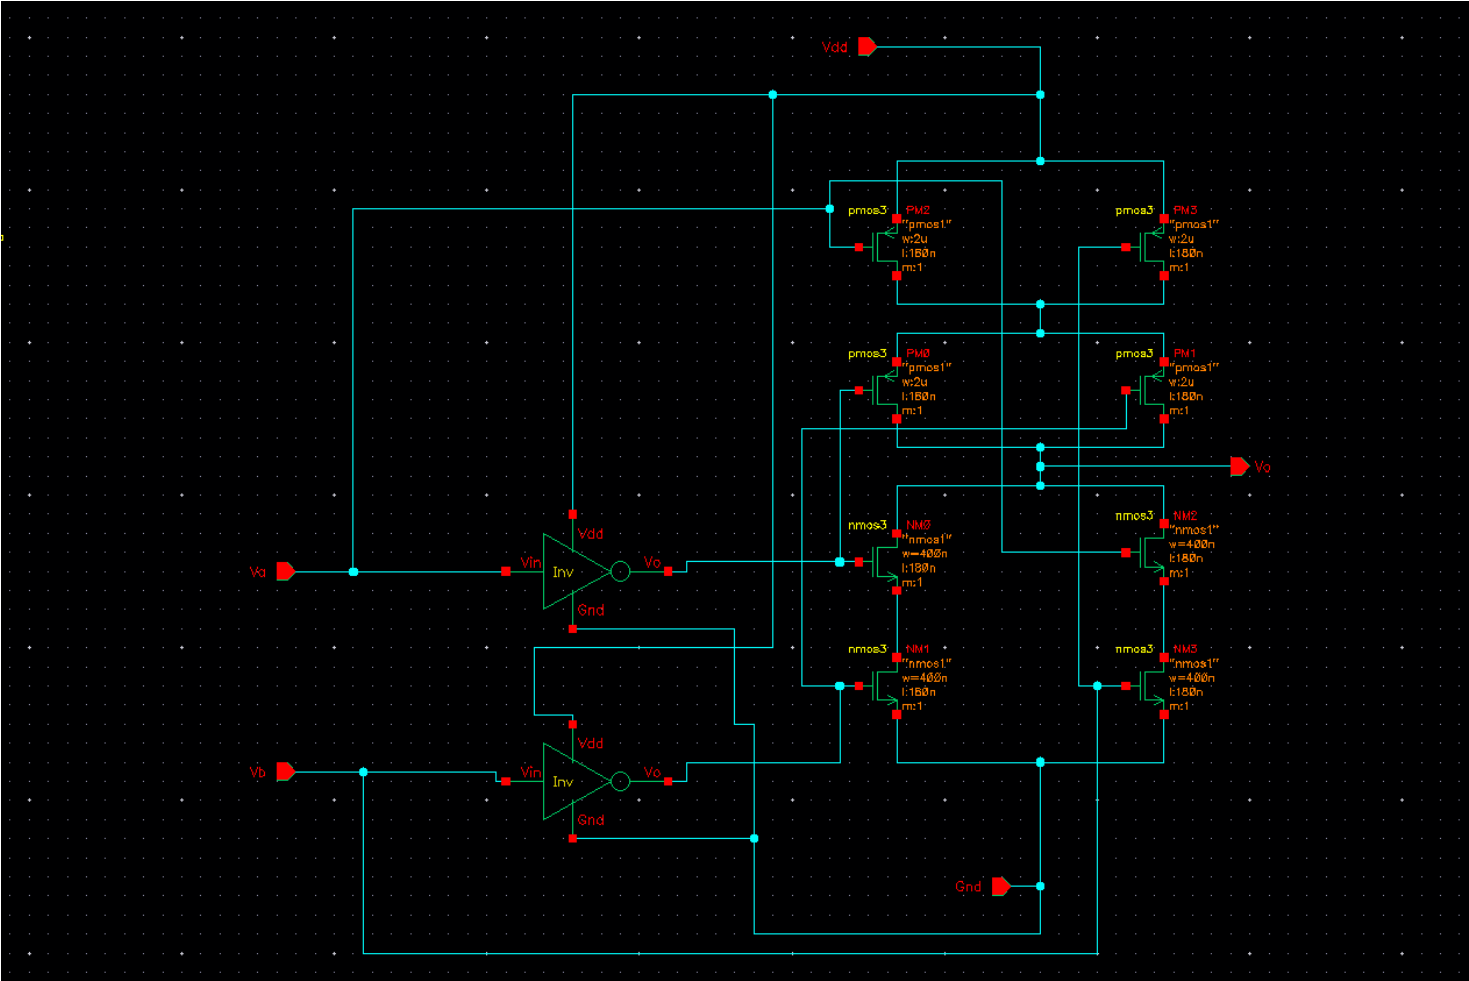 Vdd
pmos3 PM2
"pmos1"
w:2u
l:180n
m:1
pmos3 PM3
"pmos1"
w:2u
l:180n
m:1
pmos3 PM0
"pmos1"
w:2u
l:180n
m:1
pmos3 PM1
"pmos1"
w:2u
l:180n
m:1
Vo
nmos3 NM0
"nmos1"
w=400n
l:180n
m:1
nmos3 NM2
"nmos1"
w=400n
l:180n
m:1
Va
Vdd
Vin Inv Vo
Gnd
nmos3 NM1
"nmos1"
w=400n
l:180n
m:1
nmos3 NM3
"nmos1"
w=400n
l:180n
m:1
Vb
Vdd
Vin Inv Vo
Gnd
Gnd